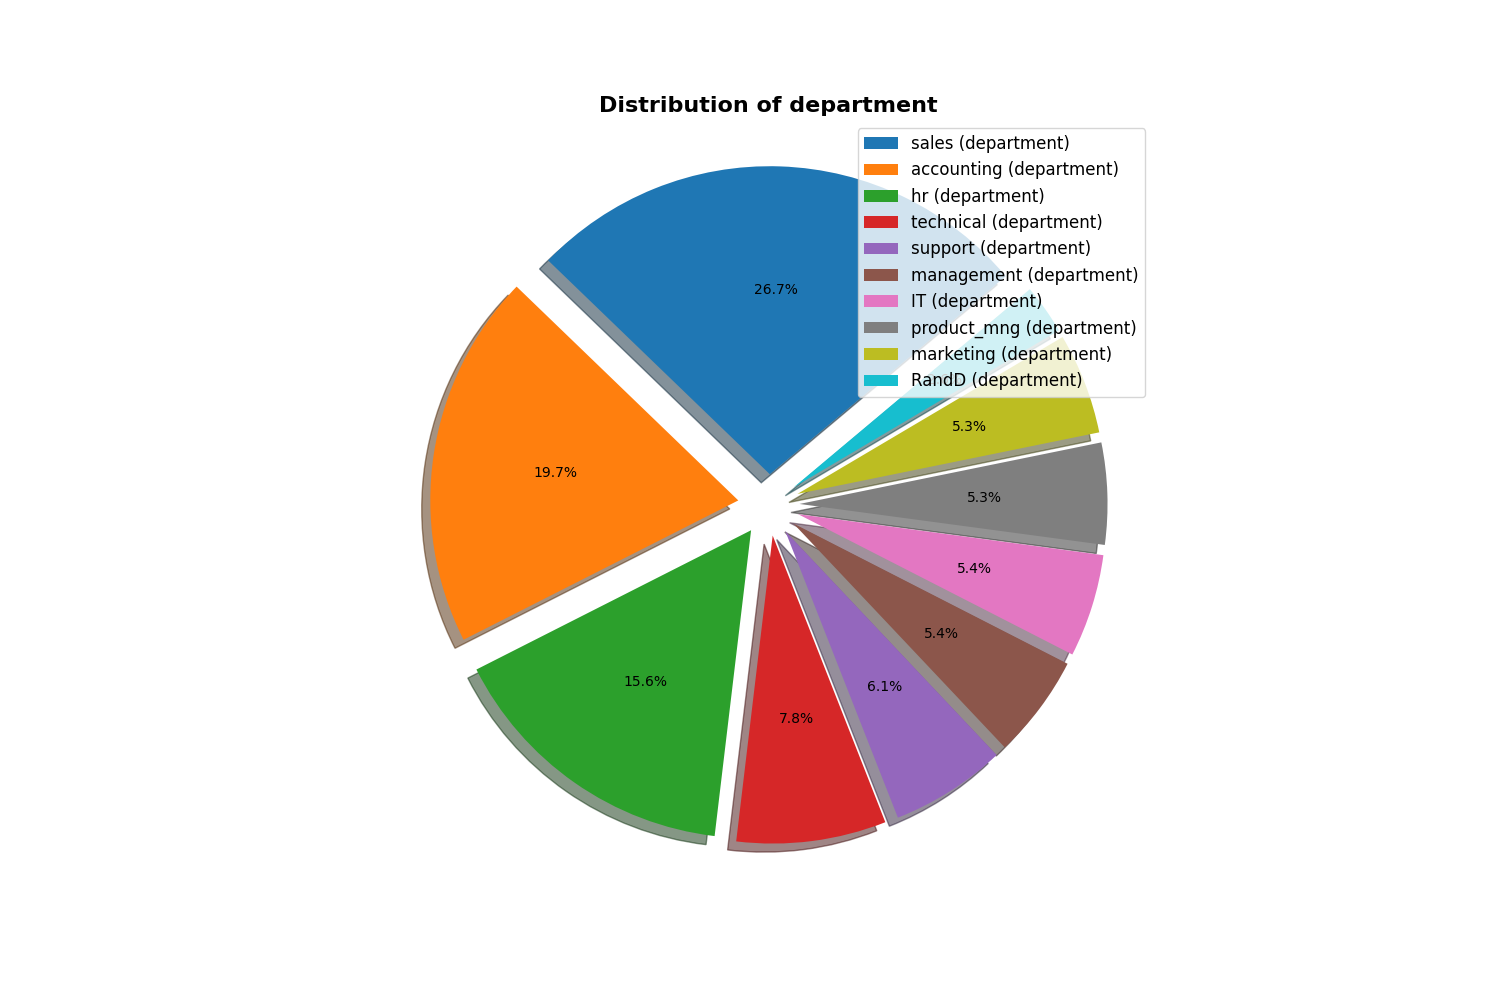 Distribution of department
sales (department)
accounting (department)
hr (department)
technical (department)
support (department)
management (department)
IT (department)
product_mng (department)
marketing (department)
RandD (department)
26.7%
19.7%
15.6%
7.8%
6.1%
5.4%
5.4%
5.3%
5.3%